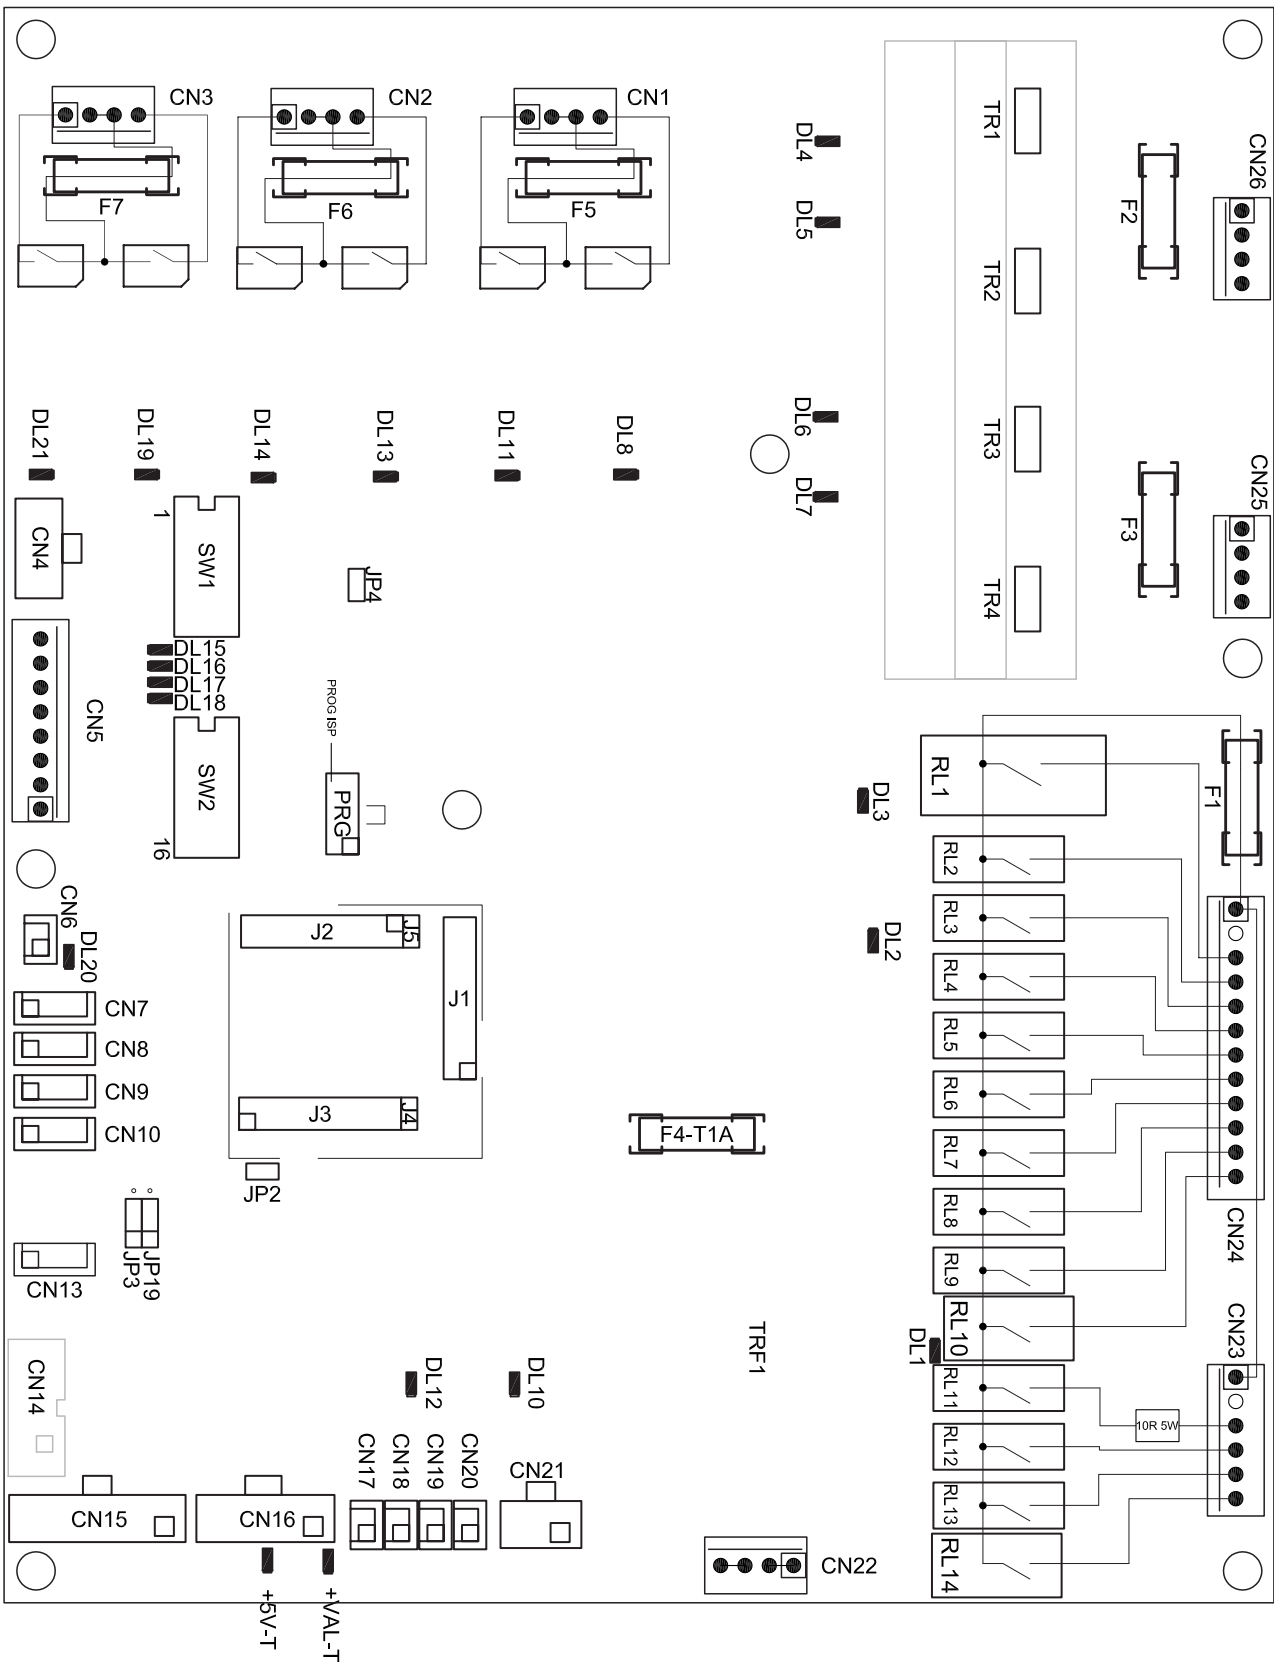 CN3
CN2
CN1
F7
F6
F5
DL4
DL5
TR1
TR2
F2
CN26
DL21
DL19
DL14
DL13
DL11
DL8
DL6
DL7
TR3
TR4
F3
CN25
CN4
1
SW1
JP4
DL15
DL16
DL17
DL18
CN5
SW2
16
PROG ISP
PRG
DL3
DL2
RL1
F1
RL2
RL3
RL4
RL5
RL6
RL7
RL8
RL9
RL10
DL1
RL11
RL12
RL13
RL14
10R 5W
CN24
CN23
CN6
DL20
CN7
CN8
CN9
CN10
J2
J5
J1
J3
J4
JP2
F4-T1A
JP3
JP19
CN13
CN14
DL12
DL10
TRF1
CN15
CN16
CN17
CN18
CN19
CN20
CN21
CN22
+5V-T
+VAL-T